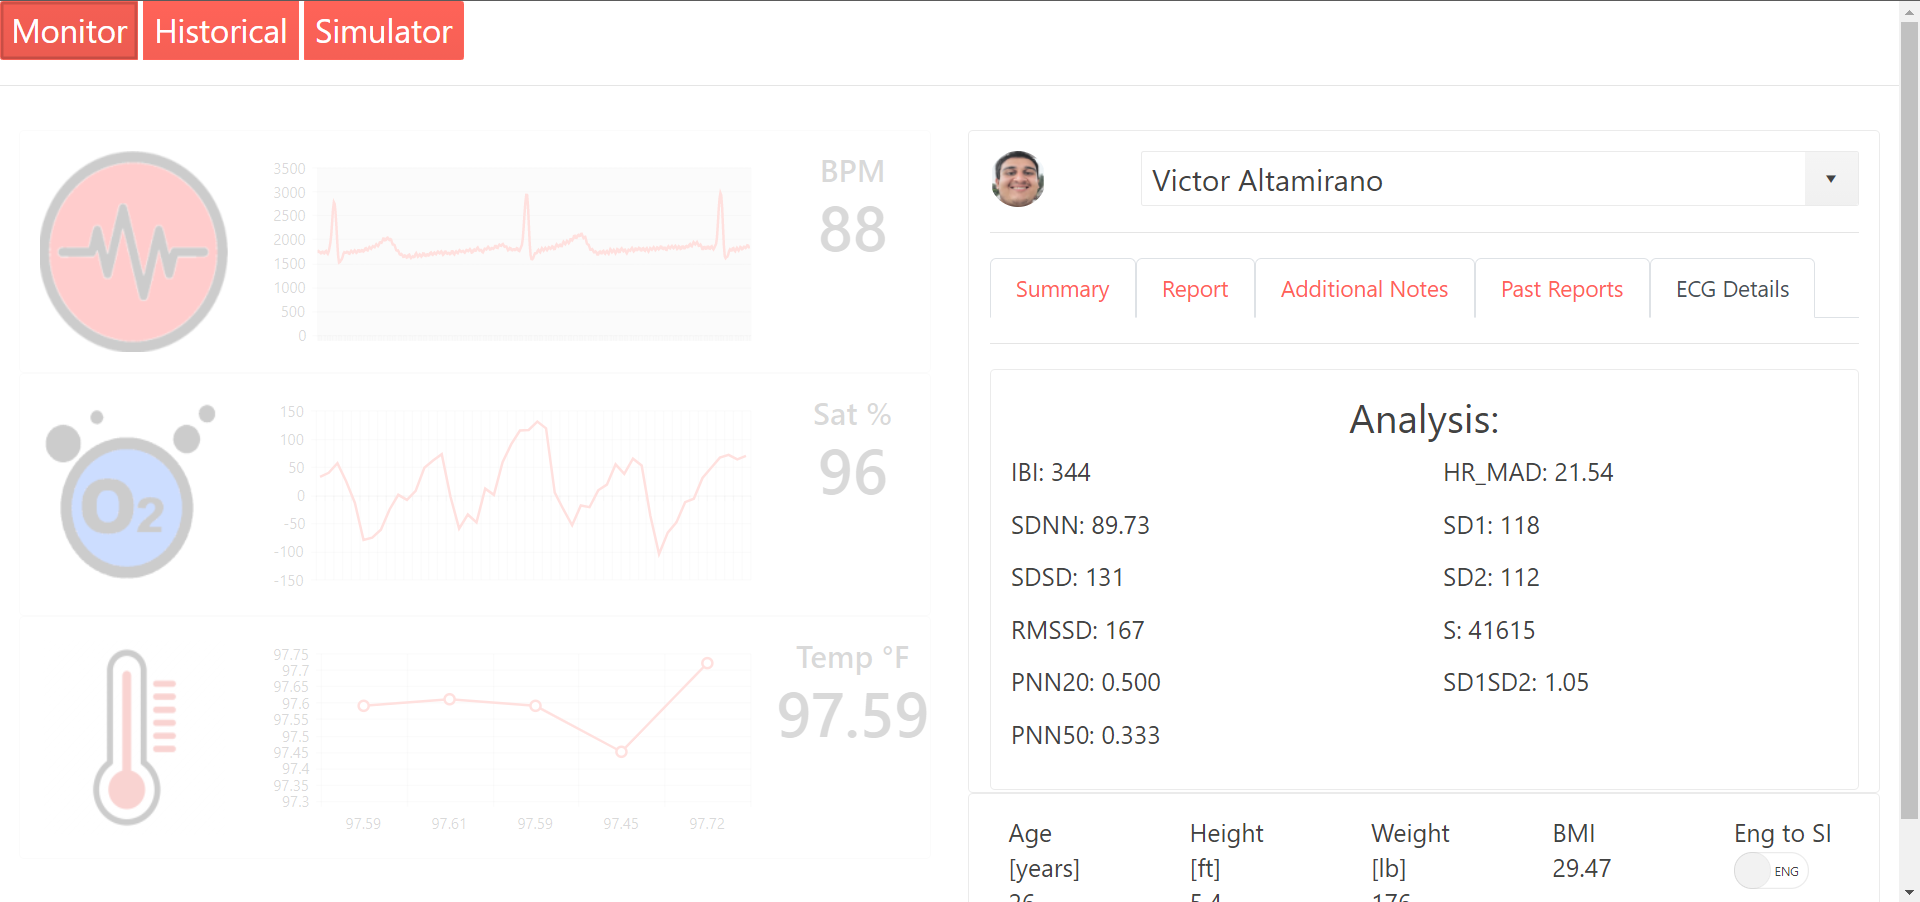 Monitor Historical Simulator
3500
3000
2500
2000
1500
1000
500
0
BPM
88
O2
150
100
50
0
-50
-100
-150
Sat %
96
97.75
97.7
97.65
97.6
97.55
97.5
97.45
97.4
97.35
97.3
97.59 97.61 97.59 97.45 97.72
Temp °F
97.59
Victor Altamirano
Summary Report Additional Notes Past Reports ECG Details
Analysis:
IBI: 344
SDNN: 89.73
SDSD: 131
RMSSD: 167
PNN20: 0.500
PNN50: 0.333
HR_MAD: 21.54
SD1: 118
SD2: 112
S: 41615
SD1SD2: 1.05
Age
[years]
26
Height
[ft]
5.4
Weight
[lb]
176
BMI
29.47
Eng to SI
ENG